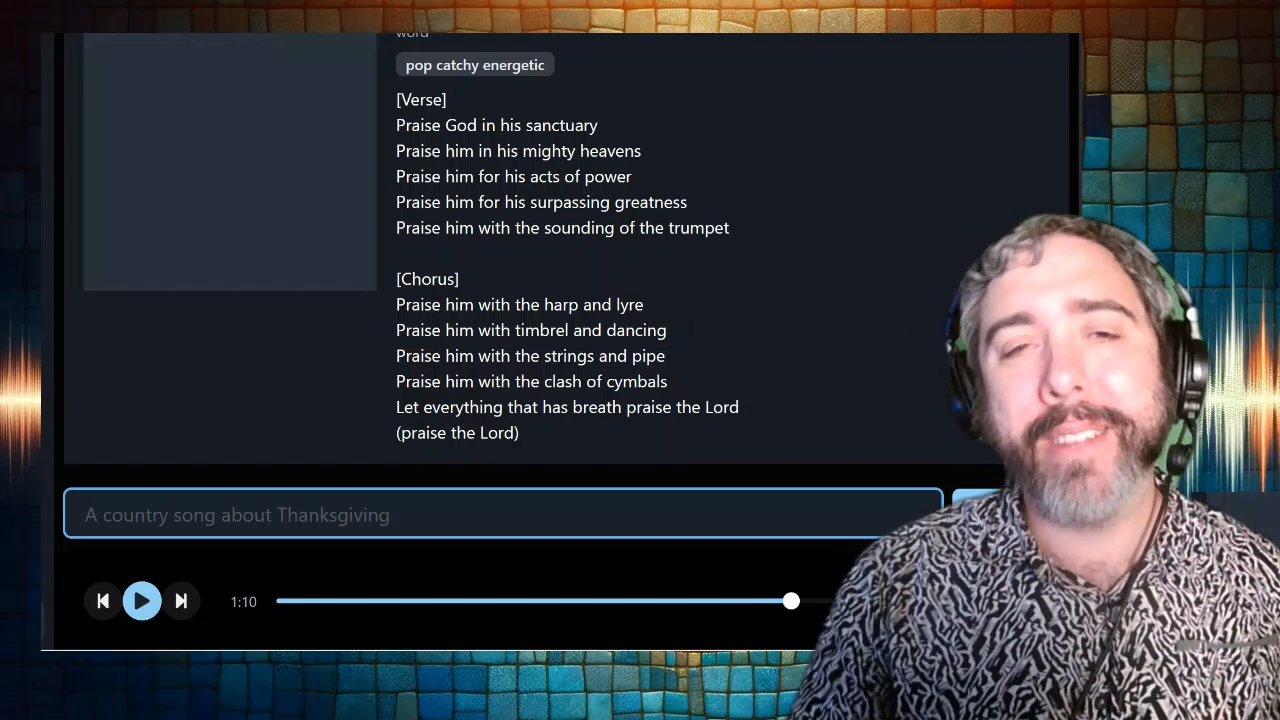 word
pop catchy energetic
[Verse]
Praise God in his sanctuary
Praise him in his mighty heavens
Praise him for his acts of power
Praise him for his surpassing greatness
Praise him with the sounding of the trumpet
[Chorus]
Praise him with the harp and lyre
Praise him with timbrel and dancing
Praise him with the strings and pipe
Praise him with the clash of cymbals
Let everything that has breath praise the Lord
(praise the Lord)
A country song about Thanksgiving
1:10